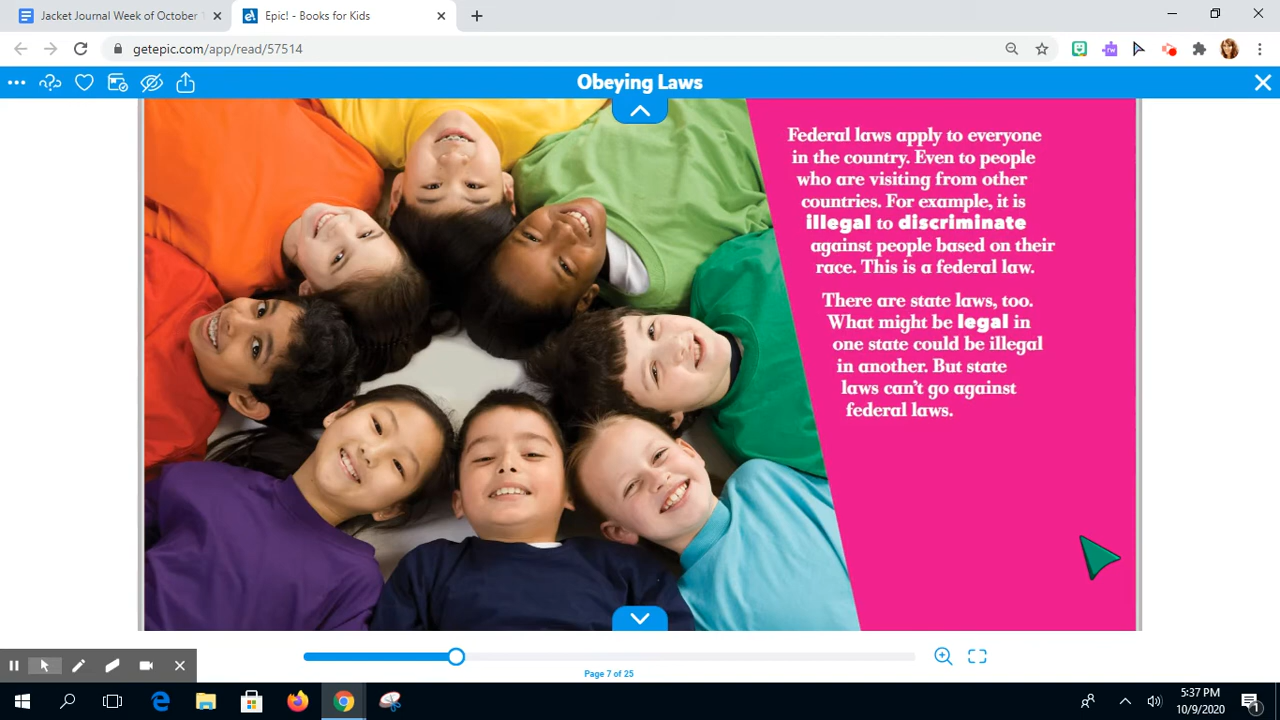 Jacket Journal Week of October
Epic! - Books for Kids
getepic.com/app/read/57514
Obeying Laws
Federal laws apply to everyone
in the country. Even to people
who are visiting from other
countries. For example, it is
illegal to discriminate
against people based on their
race. This is a federal law.
There are state laws, too.
What might be legal in
one state could be illegal
in another. But state
laws can't go against
federal laws.
Page 7 of 25
5:37 PM
10/9/2020
1